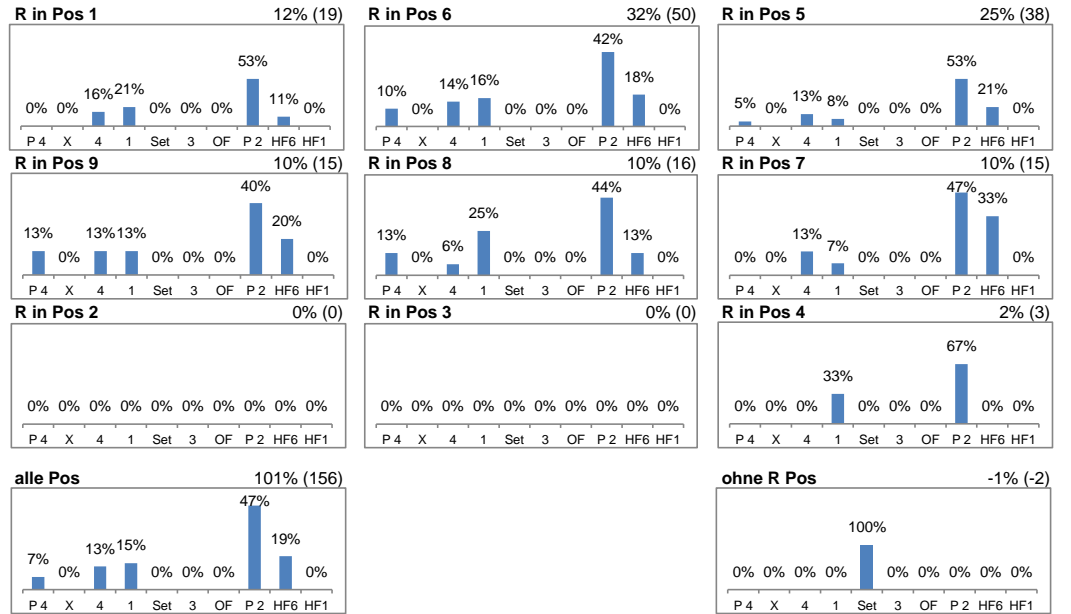 R in Pos 1 12% (19)
0% 0% 16% 21% 0% 0% 0% 53% 11% 0%
P 4 X 4 1 Set 3 OF P 2 HF6 HF1
R in Pos 6 32% (50)
10% 0% 14% 16% 0% 0% 0% 42% 18% 0%
P 4 X 4 1 Set 3 OF P 2 HF6 HF1
R in Pos 5 25% (38)
5% 0% 13% 8% 0% 0% 0% 53% 21% 0%
P 4 X 4 1 Set 3 OF P 2 HF6 HF1
R in Pos 9 10% (15)
13% 0% 13% 13% 0% 0% 0% 40% 20% 0%
P 4 X 4 1 Set 3 OF P 2 HF6 HF1
R in Pos 8 10% (16)
13% 0% 6% 25% 0% 0% 0% 44% 13% 0%
P 4 X 4 1 Set 3 OF P 2 HF6 HF1
R in Pos 7 10% (15)
0% 0% 13% 7% 0% 0% 0% 47% 33% 0%
P 4 X 4 1 Set 3 OF P 2 HF6 HF1
R in Pos 2 0% (0)
0% 0% 0% 0% 0% 0% 0% 0% 0% 0%
P 4 X 4 1 Set 3 OF P 2 HF6 HF1
R in Pos 3 0% (0)
0% 0% 0% 0% 0% 0% 0% 0% 0% 0%
P 4 X 4 1 Set 3 OF P 2 HF6 HF1
R in Pos 4 2% (3)
0% 0% 0% 33% 0% 0% 0% 67% 0% 0%
P 4 X 4 1 Set 3 OF P 2 HF6 HF1
alle Pos 101% (156)
7% 0% 13% 15% 0% 0% 0% 47% 19% 0%
P 4 X 4 1 Set 3 OF P 2 HF6 HF1
ohne R Pos -1% (-2)
0% 0% 0% 0% 100% 0% 0% 0% 0% 0%
P 4 X 4 1 Set 3 OF P 2 HF6 HF1